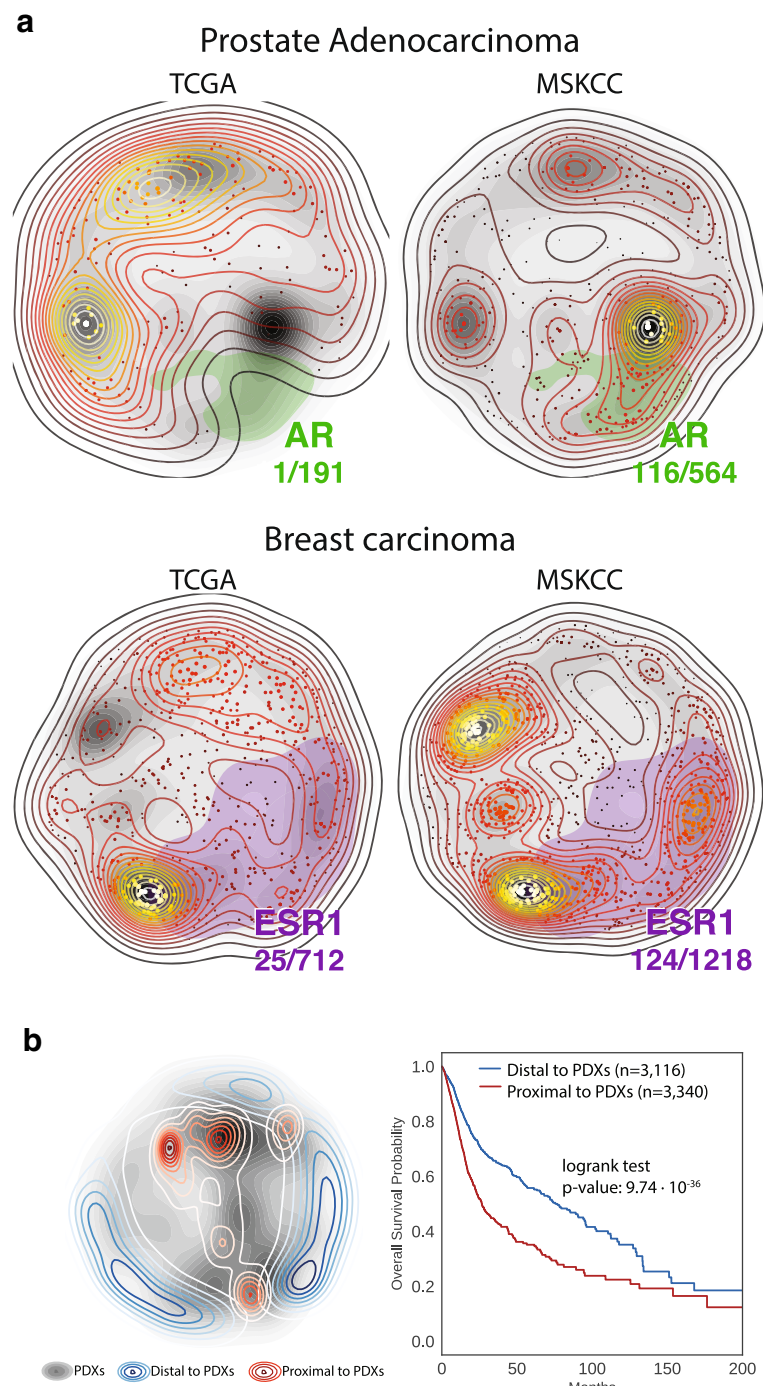 a
Prostate Adenocarcinoma
TCGA
MSKCC
AR
1/191
AR
116/564
Breast carcinoma
TCGA
MSKCC
ESR1
25/712
ESR1
124/1218
b
PDXs
Distal to PDXs
Proximal to PDXs
Overall Survival Probability
1.0
0.8
0.6
0.4
0.2
0.0
Distal to PDXs (n=3,116)
Proximal to PDXs (n=3,340)
logrank test
p-value: 9.74 · 10⁻³⁶
0
50
100
150
200
Months